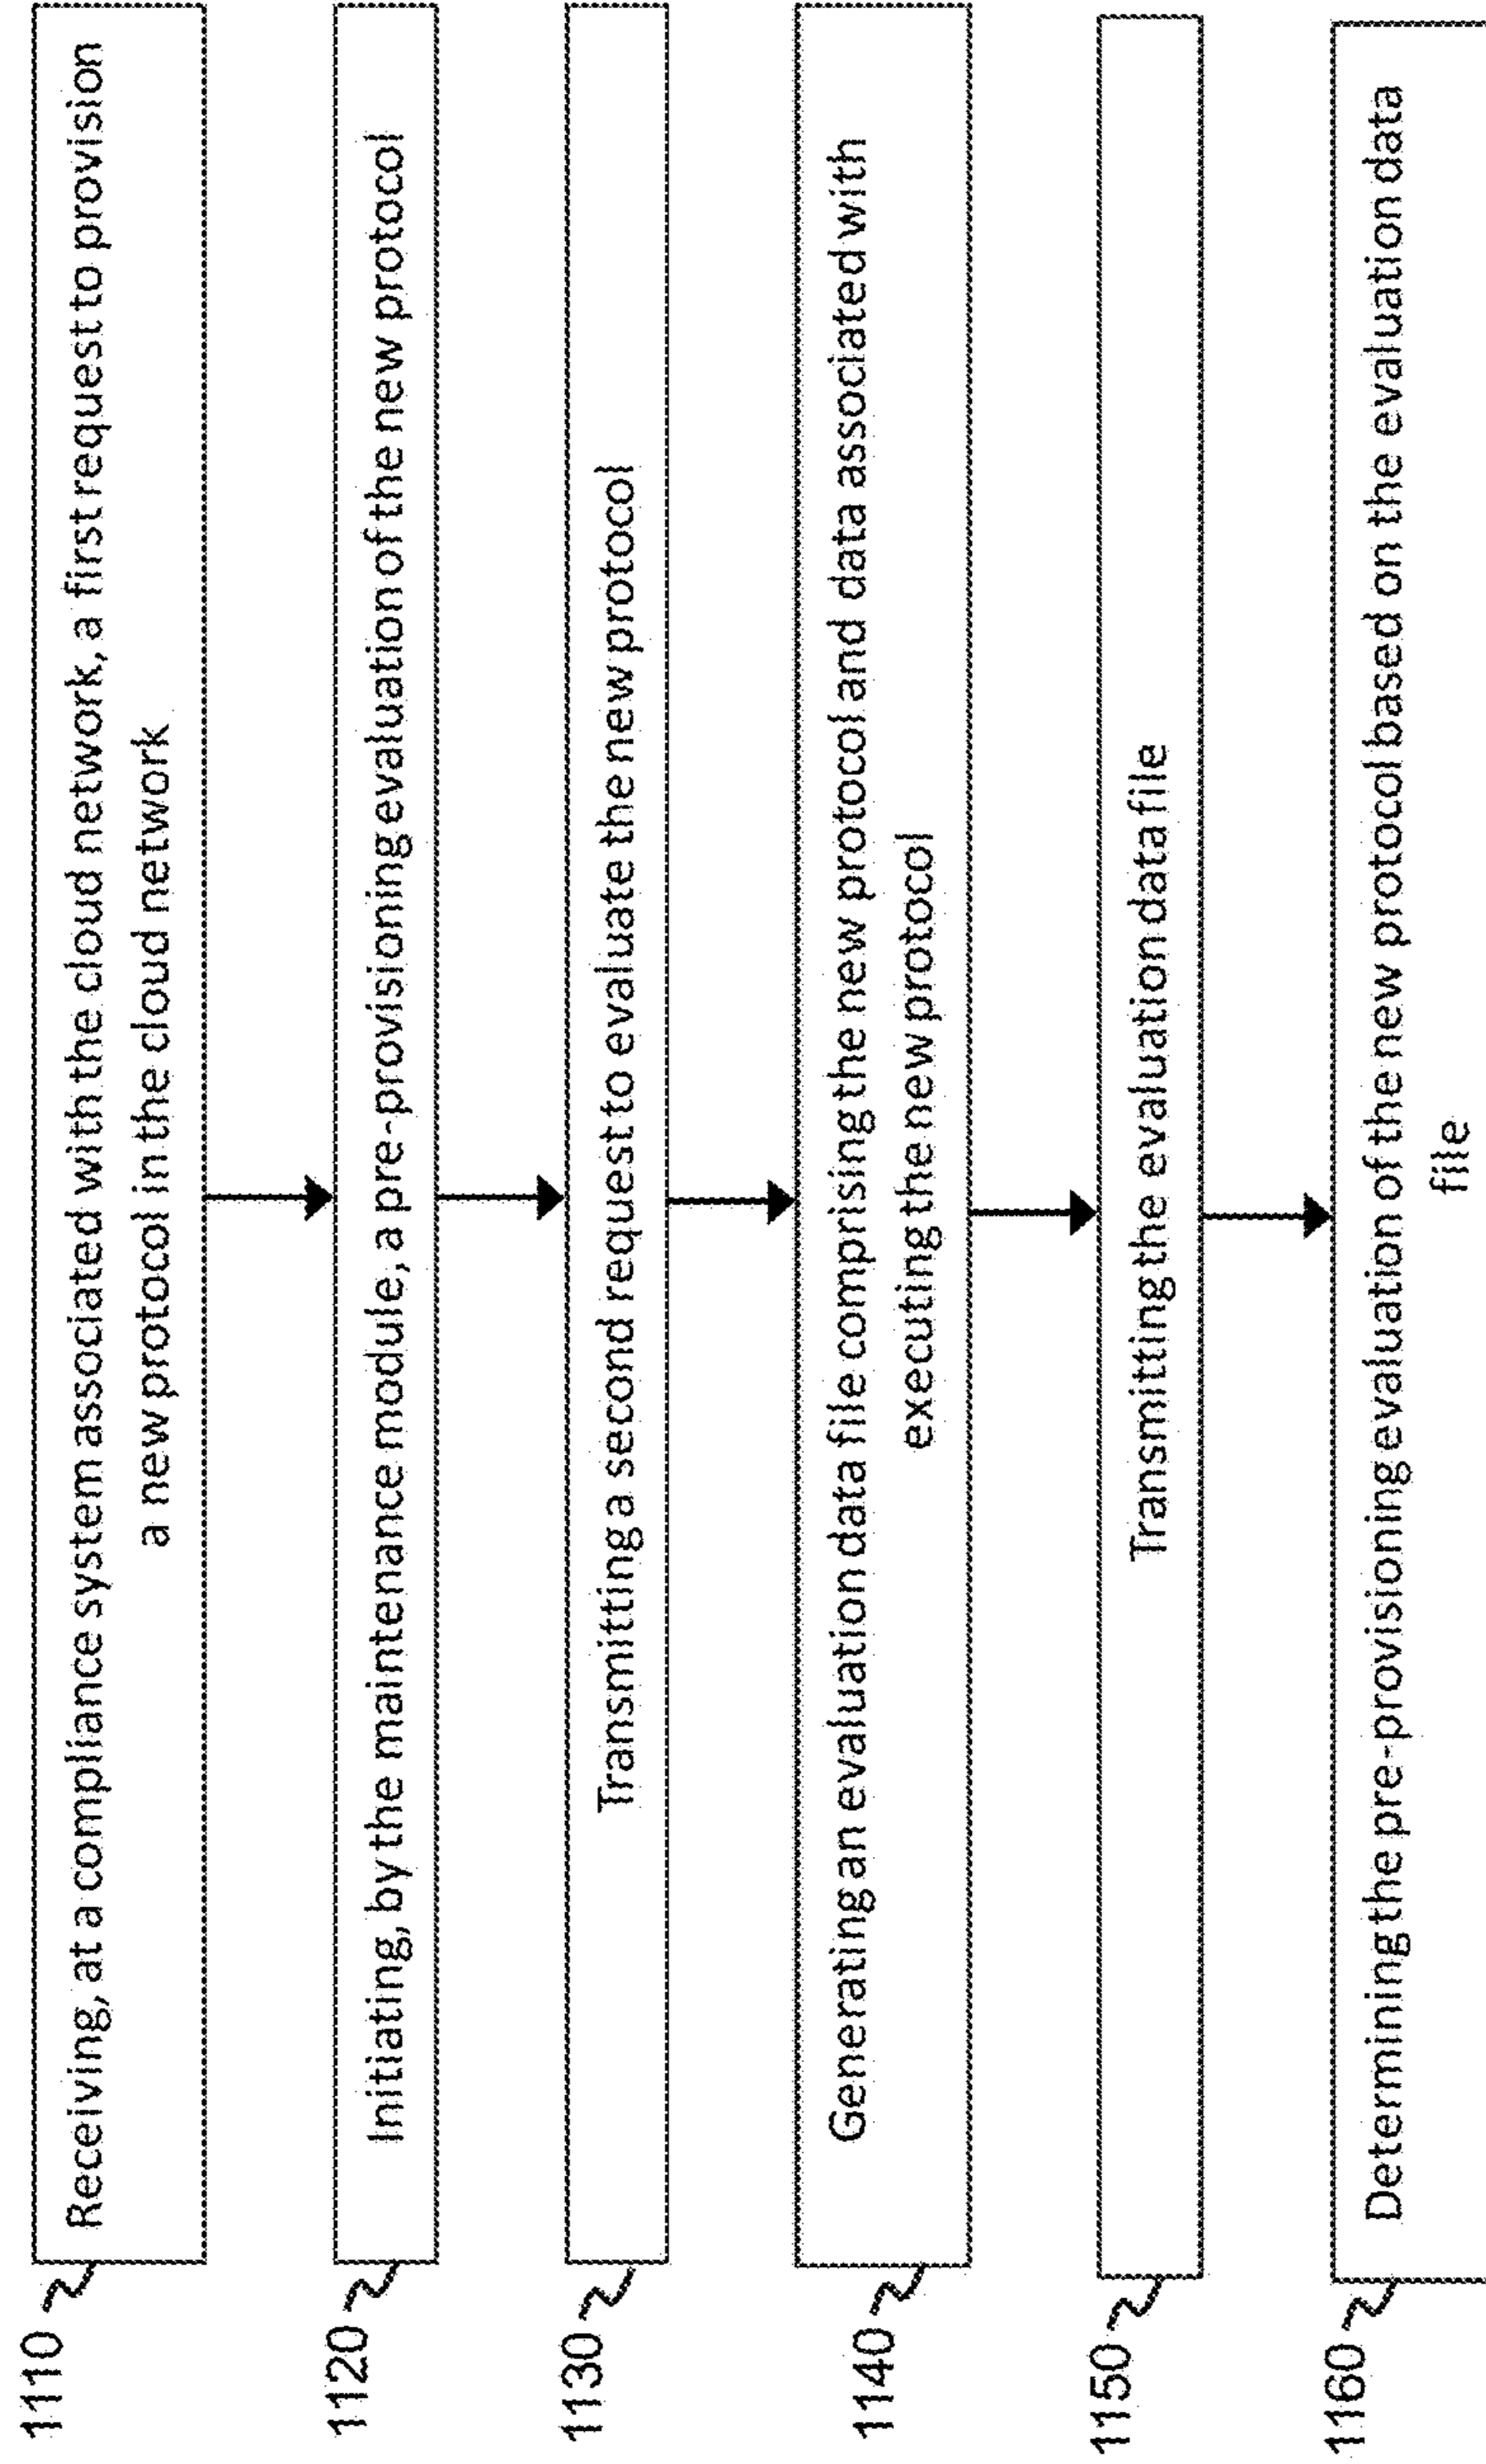 1110
Receiving, at a compliance system associated with the cloud network, a first request to provision
a new protocol in the cloud network
1120
Initiating, by the maintenance module, a pre-provisioning evaluation of the new protocol
1130
Transmitting a second request to evaluate the new protocol
1140
Generating an evaluation data file comprising the new protocol and data associated with
executing the new protocol
1150
Transmitting the evaluation data file
1160
Determining the pre-provisioning evaluation of the new protocol based on the evaluation data
file